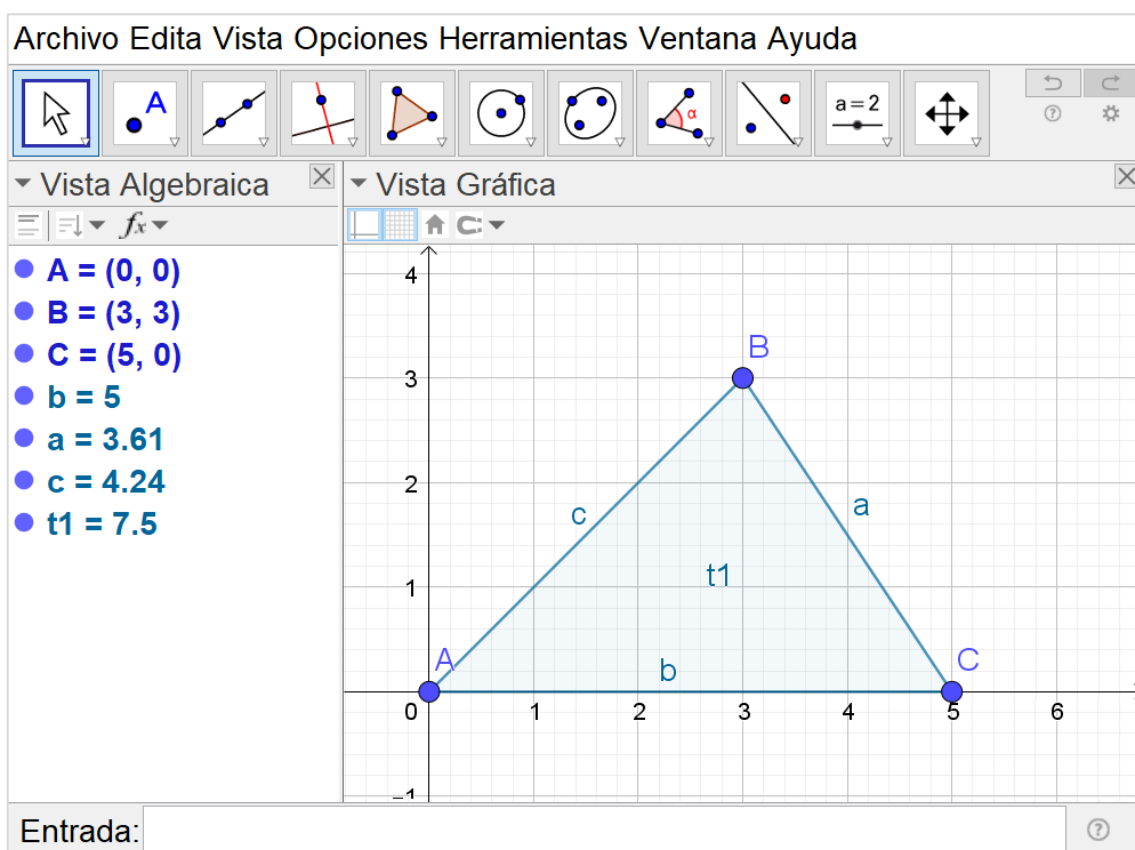 Archivo Edita Vista Opciones Herramientas Ventana Ayuda
A
α
a=2
Vista Algebraica
Vista Gráfica
fx
A = (0, 0)
B = (3, 3)
C = (5, 0)
b = 5
a = 3.61
c = 4.24
t1 = 7.5
4
B
3
2
c
a
t1
1
A
C
b
0
1
2
3
4
5
6
–1
Entrada: